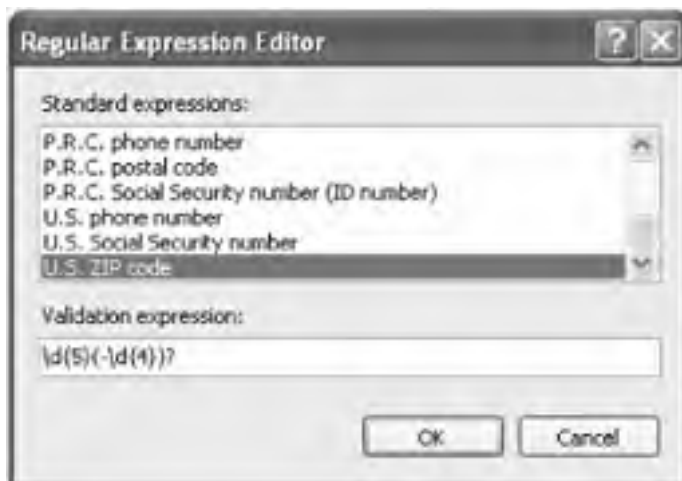 Regular Expression Editor
Standard expressions:
P.R.C. phone number
P.R.C. postal code
P.R.C. Social Security number (ID number)
U.S. phone number
U.S. Social Security number
U.S. ZIP code
Validation expression:
\d{5}(-\d{4})?
OK
Cancel